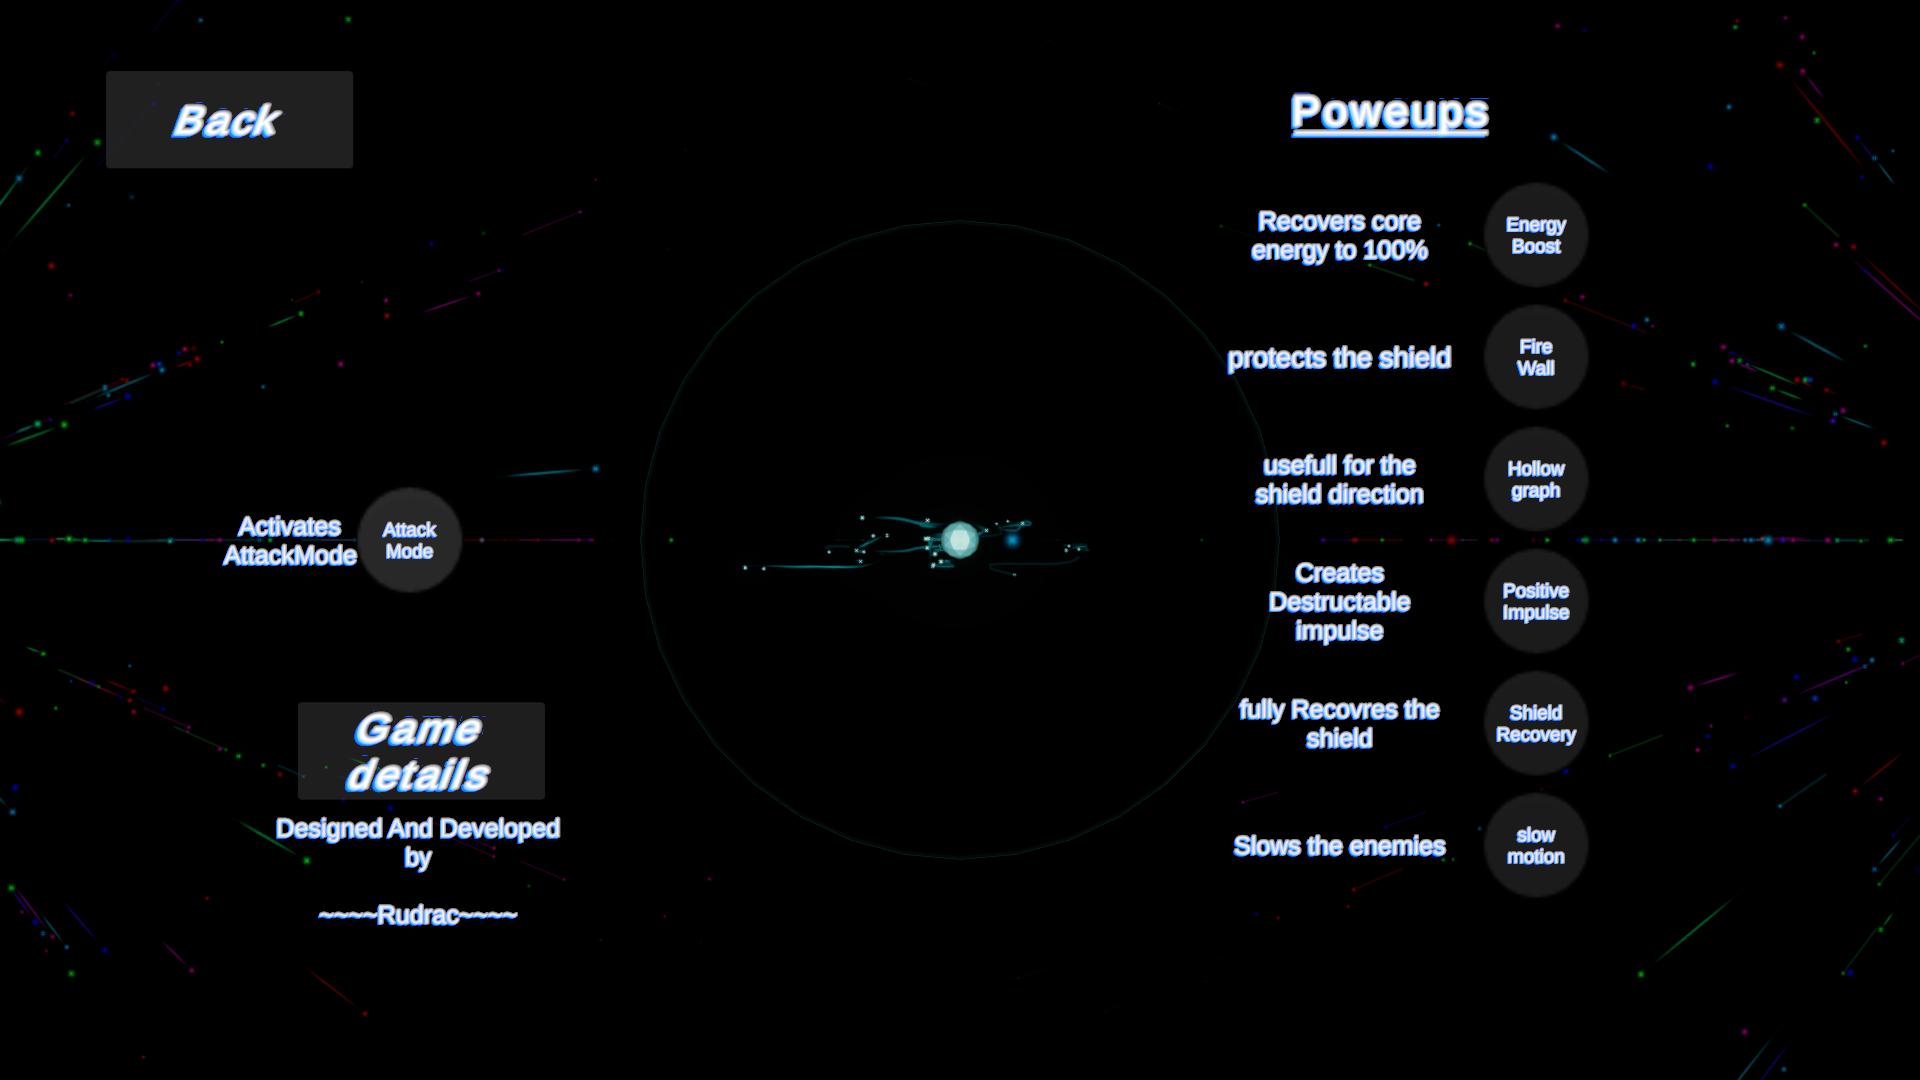 Back
Poweups
Recovers core
energy to 100%
Energy
Boost
protects the shield
Fire
Wall
usefull for the
shield direction
Hollow
graph
Activates
AttackMode
Attack
Mode
Creates
Destructable
impulse
Positive
Impulse
fully Recovres the
shield
Shield
Recovery
Slows the enemies
slow
motion
Game
details
Designed And Developed
by
~~~~Rudrac~~~~